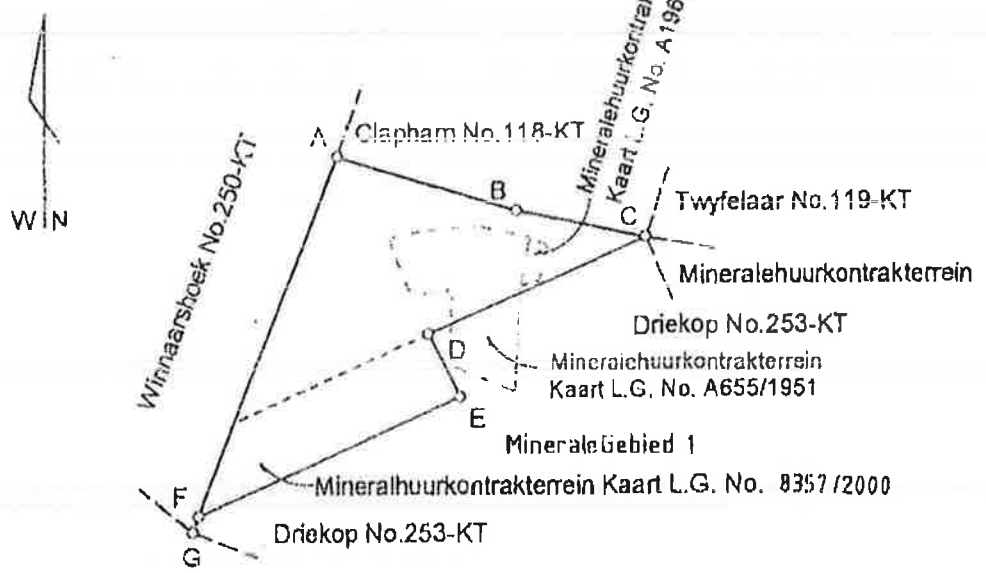 Mineralehuurkontrak
Kaart L.G. No. A196
A
Clapham No.118-KT
B
C
Twyfelaar No.119-KT
W N
Winnaarshoek No.250-KT
Mineralehuurkontrakterrein
Driekop No.253-KT
D
Mineralehuurkontrakterrein
Kaart L.G. No. A655/1951
E
MineraleGebied 1
Mineralhuurkontrakterrein Kaart L.G. No. 8357/2000
F
Driekop No.253-KT
G